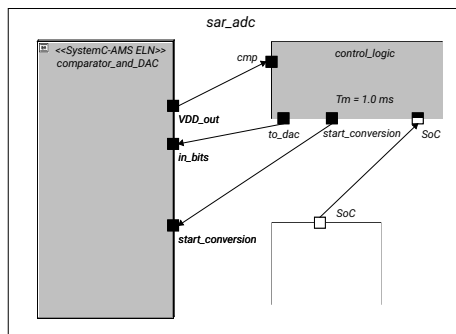 sar_adc
<<SystemC-AMS ELN>>
comparator_and_DAC
VDD_out
in_bits
start_conversion
cmp
control_logic
Tm = 1.0 ms
to_dac
start_conversion
SoC
SoC